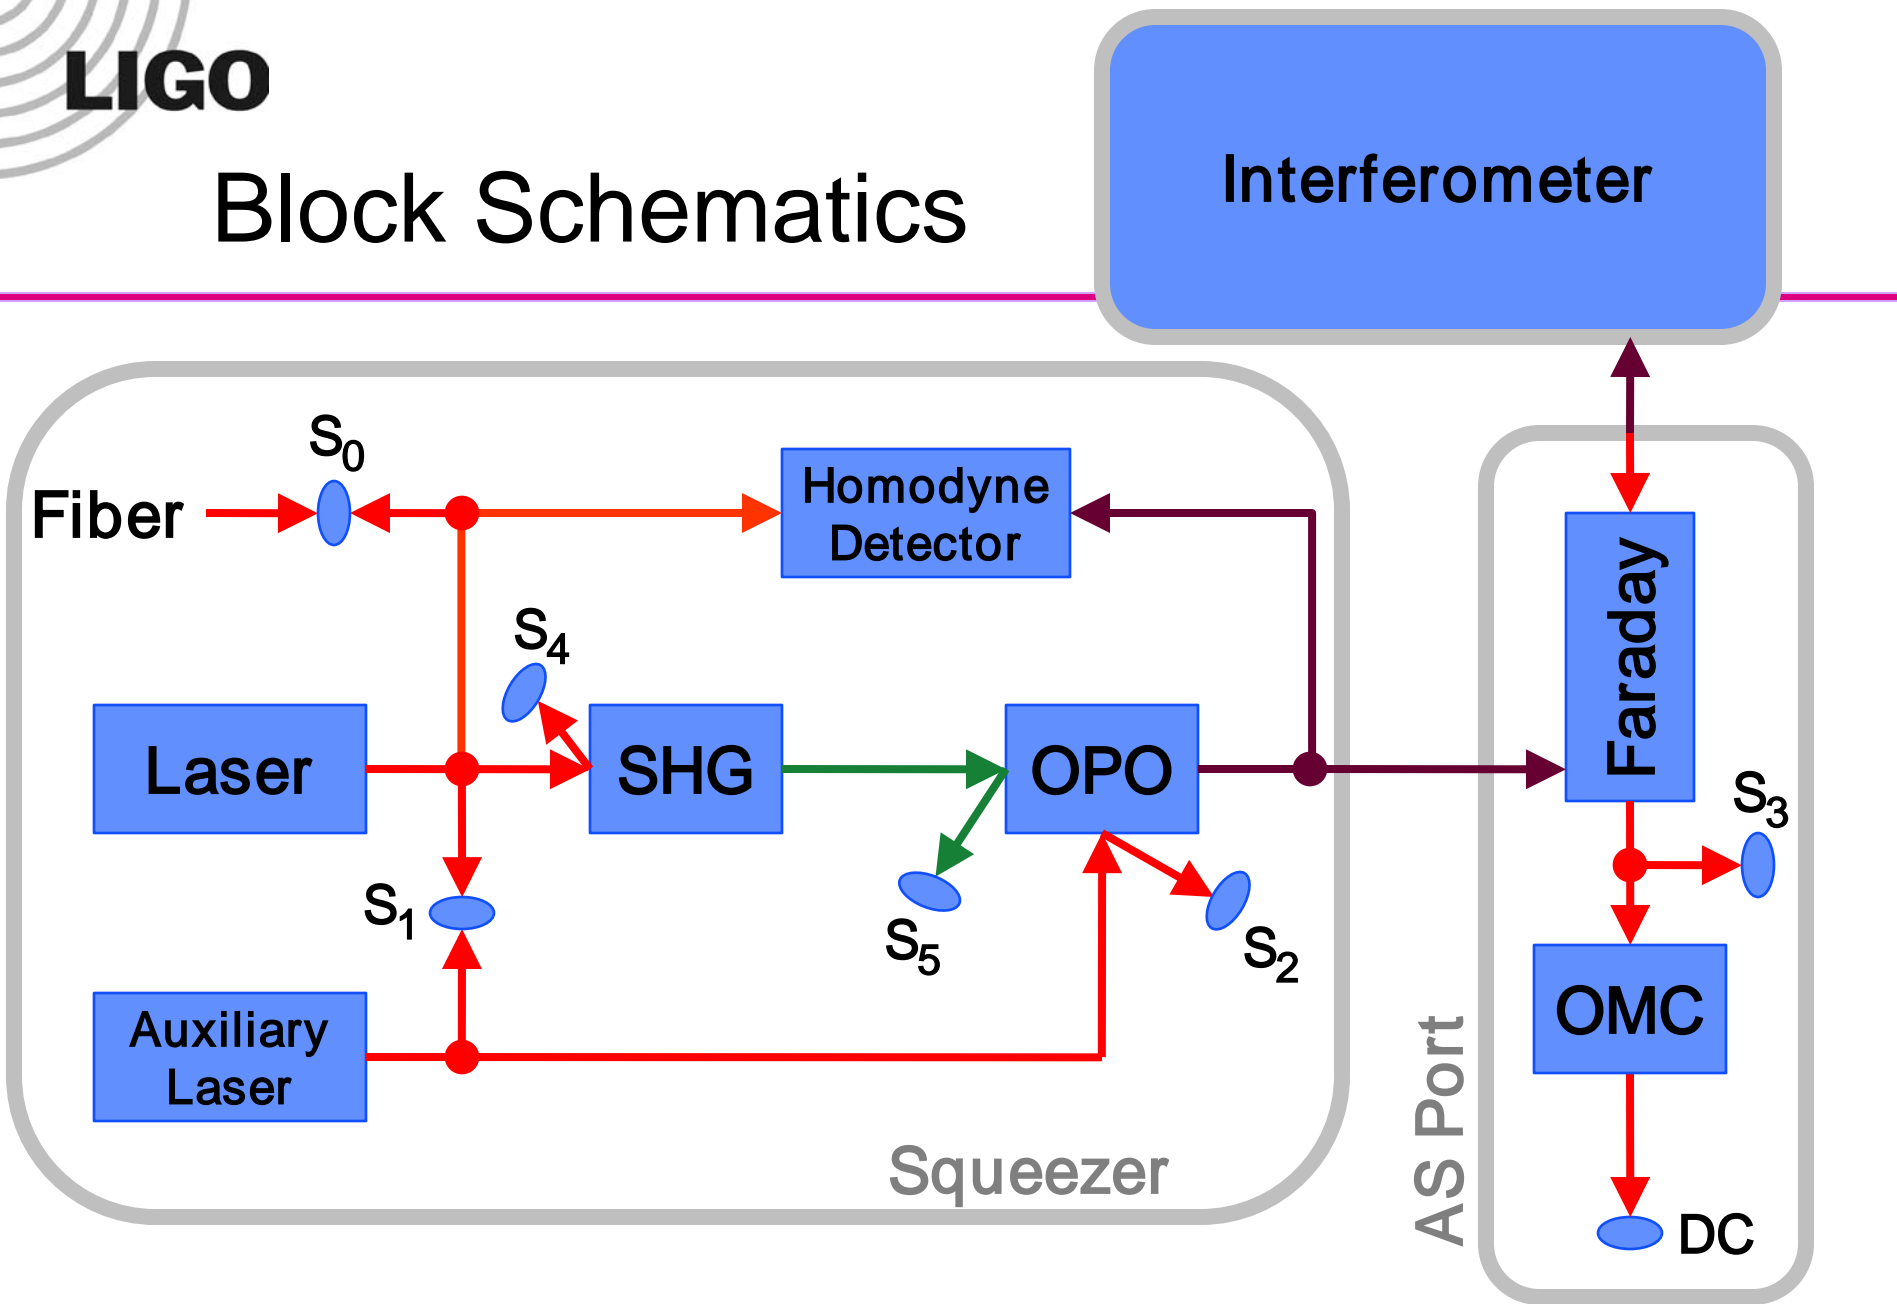 LIGO
Block Schematics
Interferometer
S0
Fiber
Homodyne
Detector
S4
Laser
SHG
OPO
Faraday
S3
S1
S5
S2
Auxiliary
Laser
OMC
Squeezer
AS Port
DC